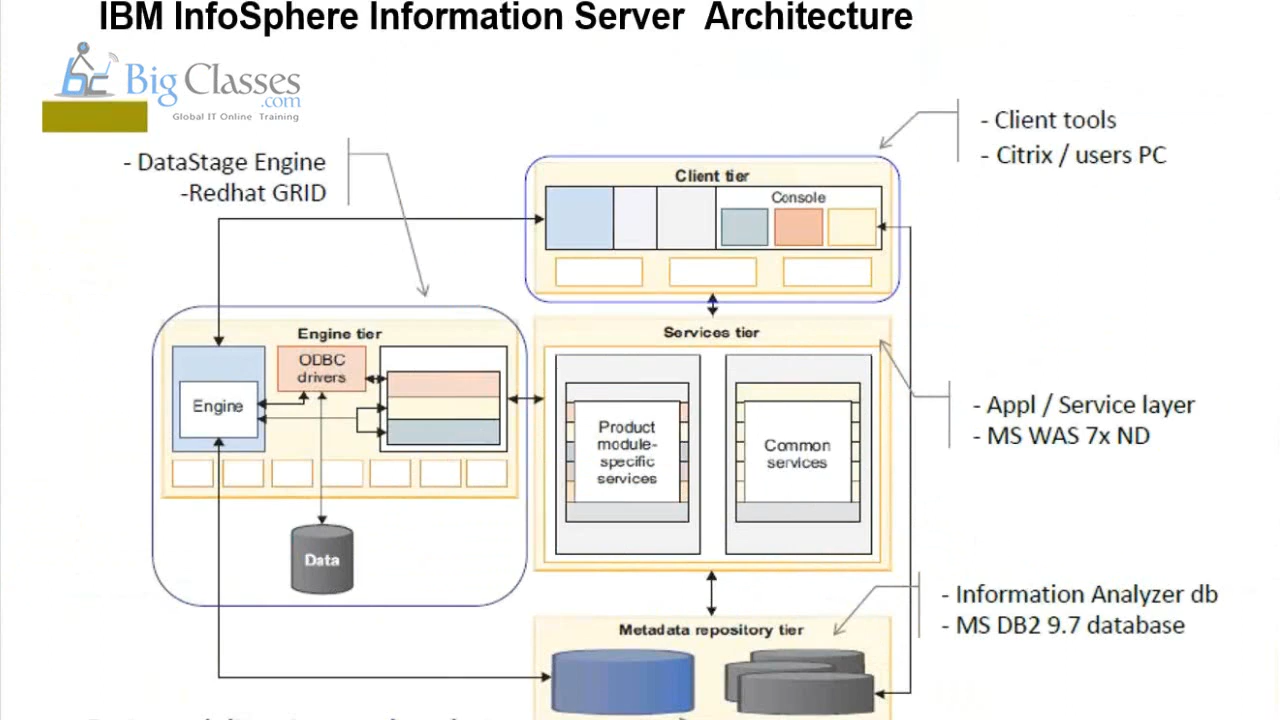 IBM InfoSphere Information Server Architecture
bc Big Classes
.com
Global IT Online Training
- DataStage Engine
-Redhat GRID
- Client tools
- Citrix / users PC
Client tier
Console
Engine tier
ODBC
drivers
Engine
Data
Services tier
Product
module-
specific
services
Common
services
- Appl / Service layer
- MS WAS 7x ND
- Information Analyzer db
- MS DB2 9.7 database
Metadata repository tier